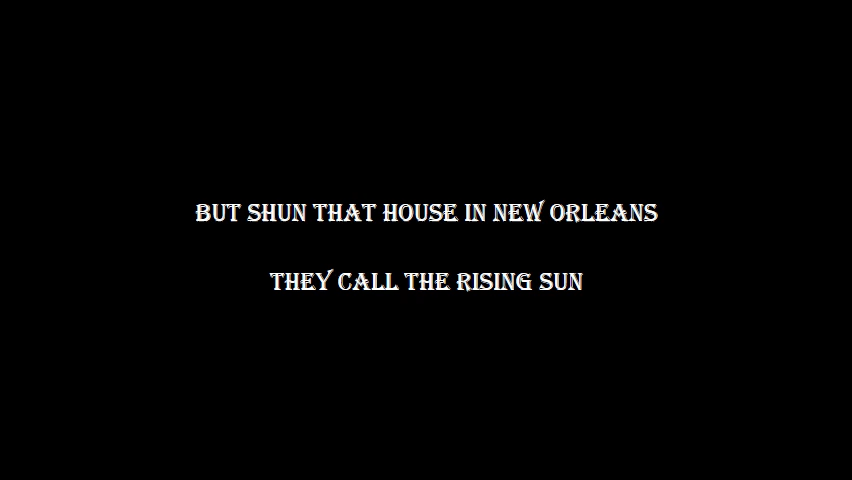 BUT SHUN THAT HOUSE IN NEW ORLEANS
THEY CALL THE RISING SUN